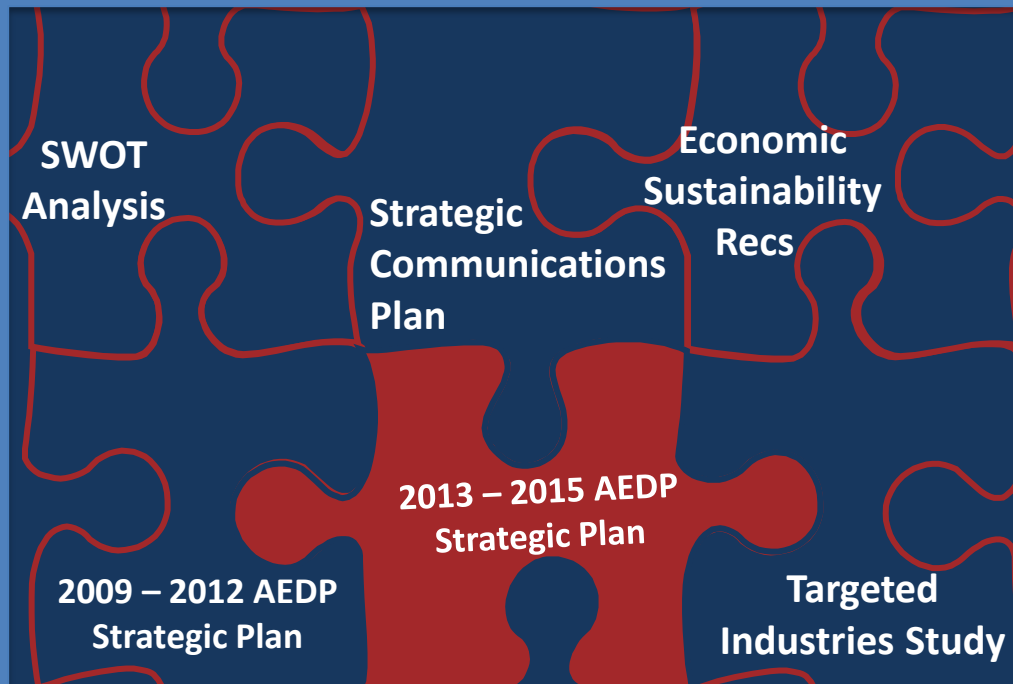 SWOT
Analysis
Strategic
Communications
Plan
Economic
Sustainability
Recs
2013 – 2015 AEDP
Strategic Plan
2009 – 2012 AEDP
Strategic Plan
Targeted
Industries Study